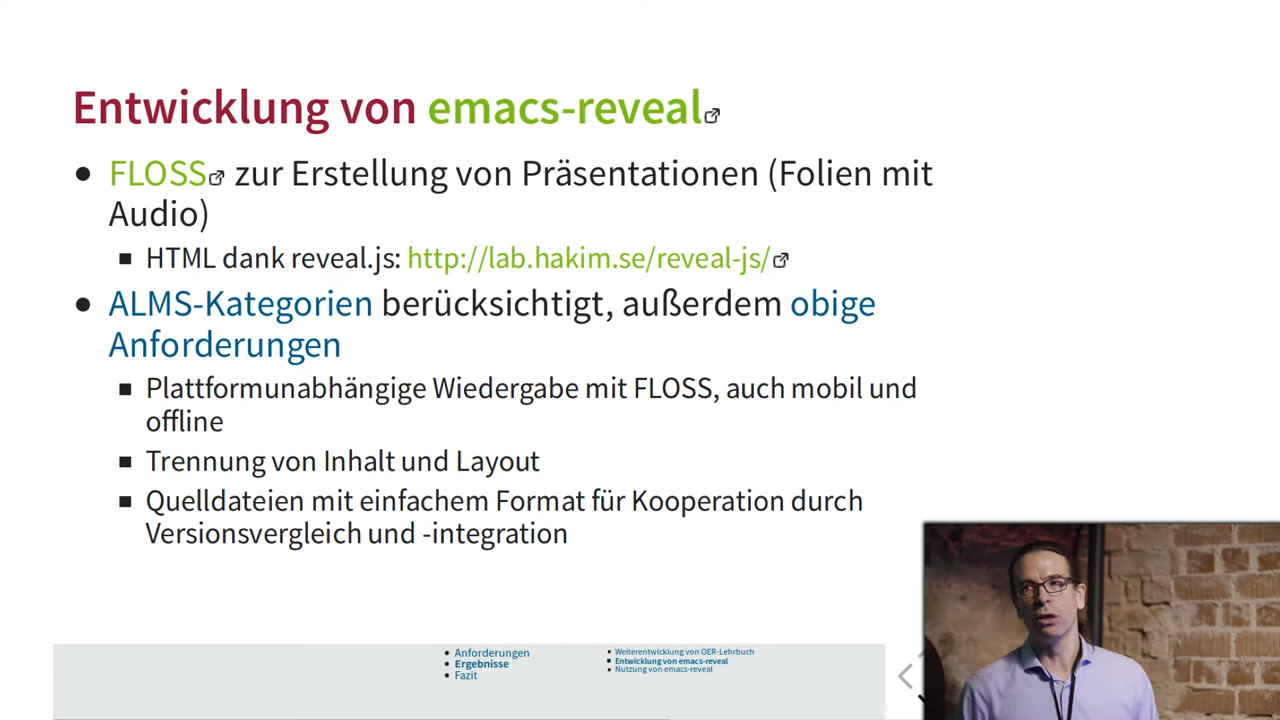 Entwicklung von emacs-reveal
FLOSS zur Erstellung von Präsentationen (Folien mit
Audio)
HTML dank reveal.js: http://lab.hakim.se/reveal-js/
ALMS-Kategorien berücksichtigt, außerdem obige
Anforderungen
Plattformunabhängige Wiedergabe mit FLOSS, auch mobil und
offline
Trennung von Inhalt und Layout
Quelldateien mit einfachem Format für Kooperation durch
Versionsvergleich und -integration
Anforderungen
Ergebnisse
Fazit
Weiterentwicklung von OER-Lehrbuch
Entwicklung von emacs-reveal
Nutzung von emacs-reveal